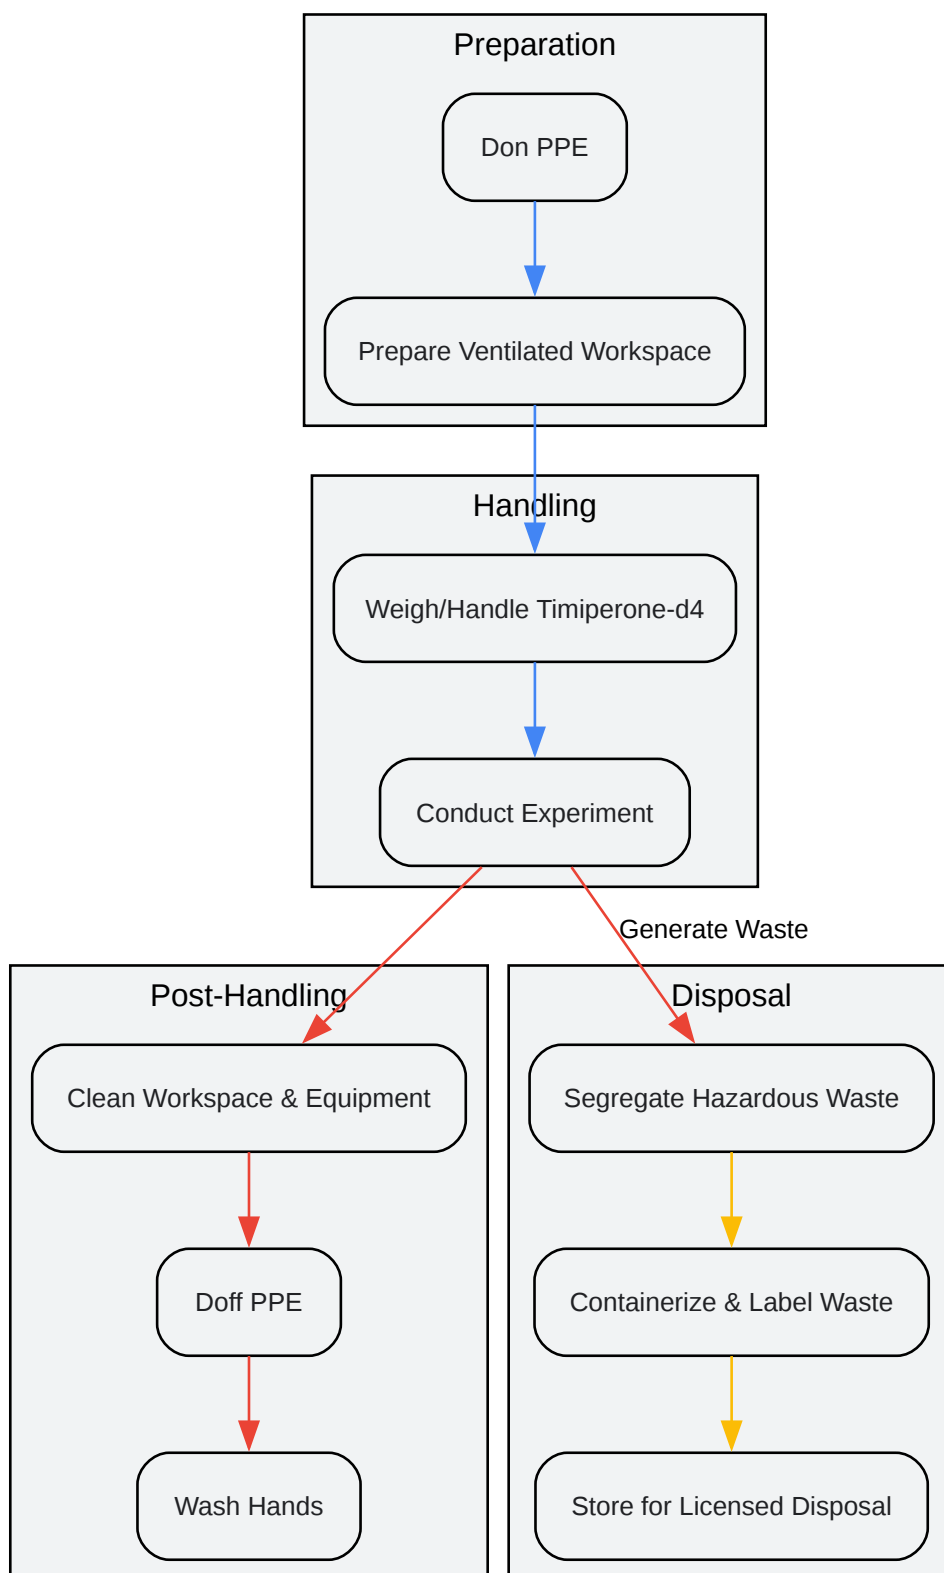 Preparation
Don PPE
Prepare Ventilated Workspace
Handling
Weigh/Handle Timiperone-d4
Conduct Experiment
Generate Waste
Post-Handling
Clean Workspace & Equipment
Doff PPE
Wash Hands
Disposal
Segregate Hazardous Waste
Containerize & Label Waste
Store for Licensed Disposal